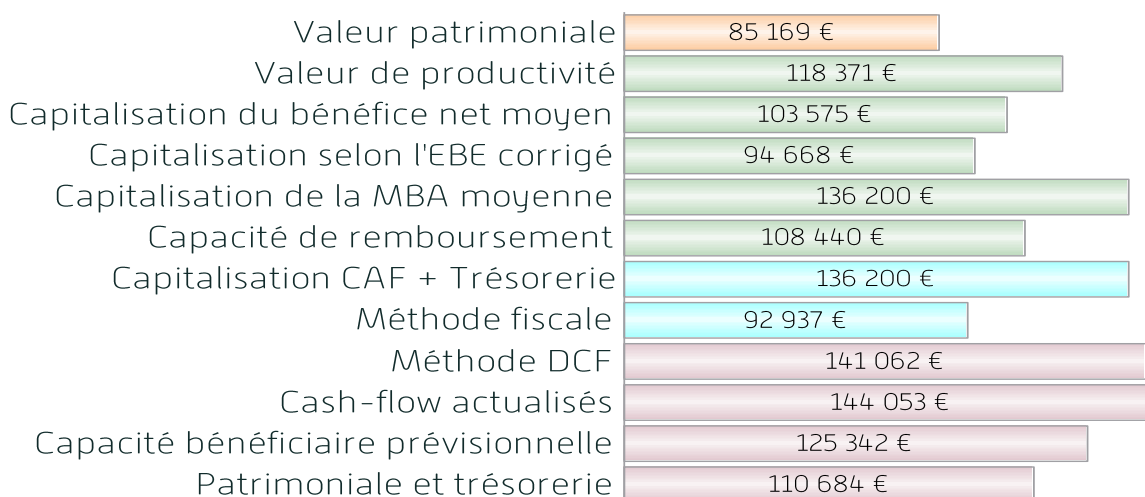 Valeur patrimoniale 85 169 €
Valeur de productivité 118 371 €
Capitalisation du bénéfice net moyen 103 575 €
Capitalisation selon l'EBE corrigé 94 668 €
Capitalisation de la MBA moyenne 136 200 €
Capacité de remboursement 108 440 €
Capitalisation CAF + Trésorerie 136 200 €
Méthode fiscale 92 937 €
Méthode DCF 141 062 €
Cash-flow actualisés 144 053 €
Capacité bénéficiaire prévisionnelle 125 342 €
Patrimoniale et trésorerie 110 684 €